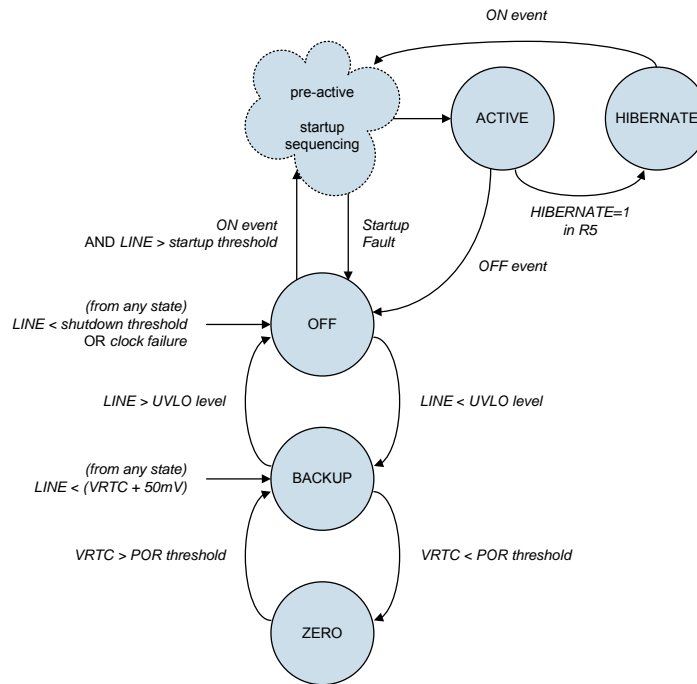 ON event
pre-active
startup
sequencing
ACTIVE
HIBERNATE
HIBERNATE=1
in R5
ON event
AND LINE > startup threshold
Startup
Fault
OFF event
(from any state)
LINE < shutdown threshold
OR clock failure
OFF
LINE > UVLO level
LINE < UVLO level
(from any state)
LINE < (VRTC + 50mV)
BACKUP
VRTC > POR threshold
VRTC < POR threshold
ZERO